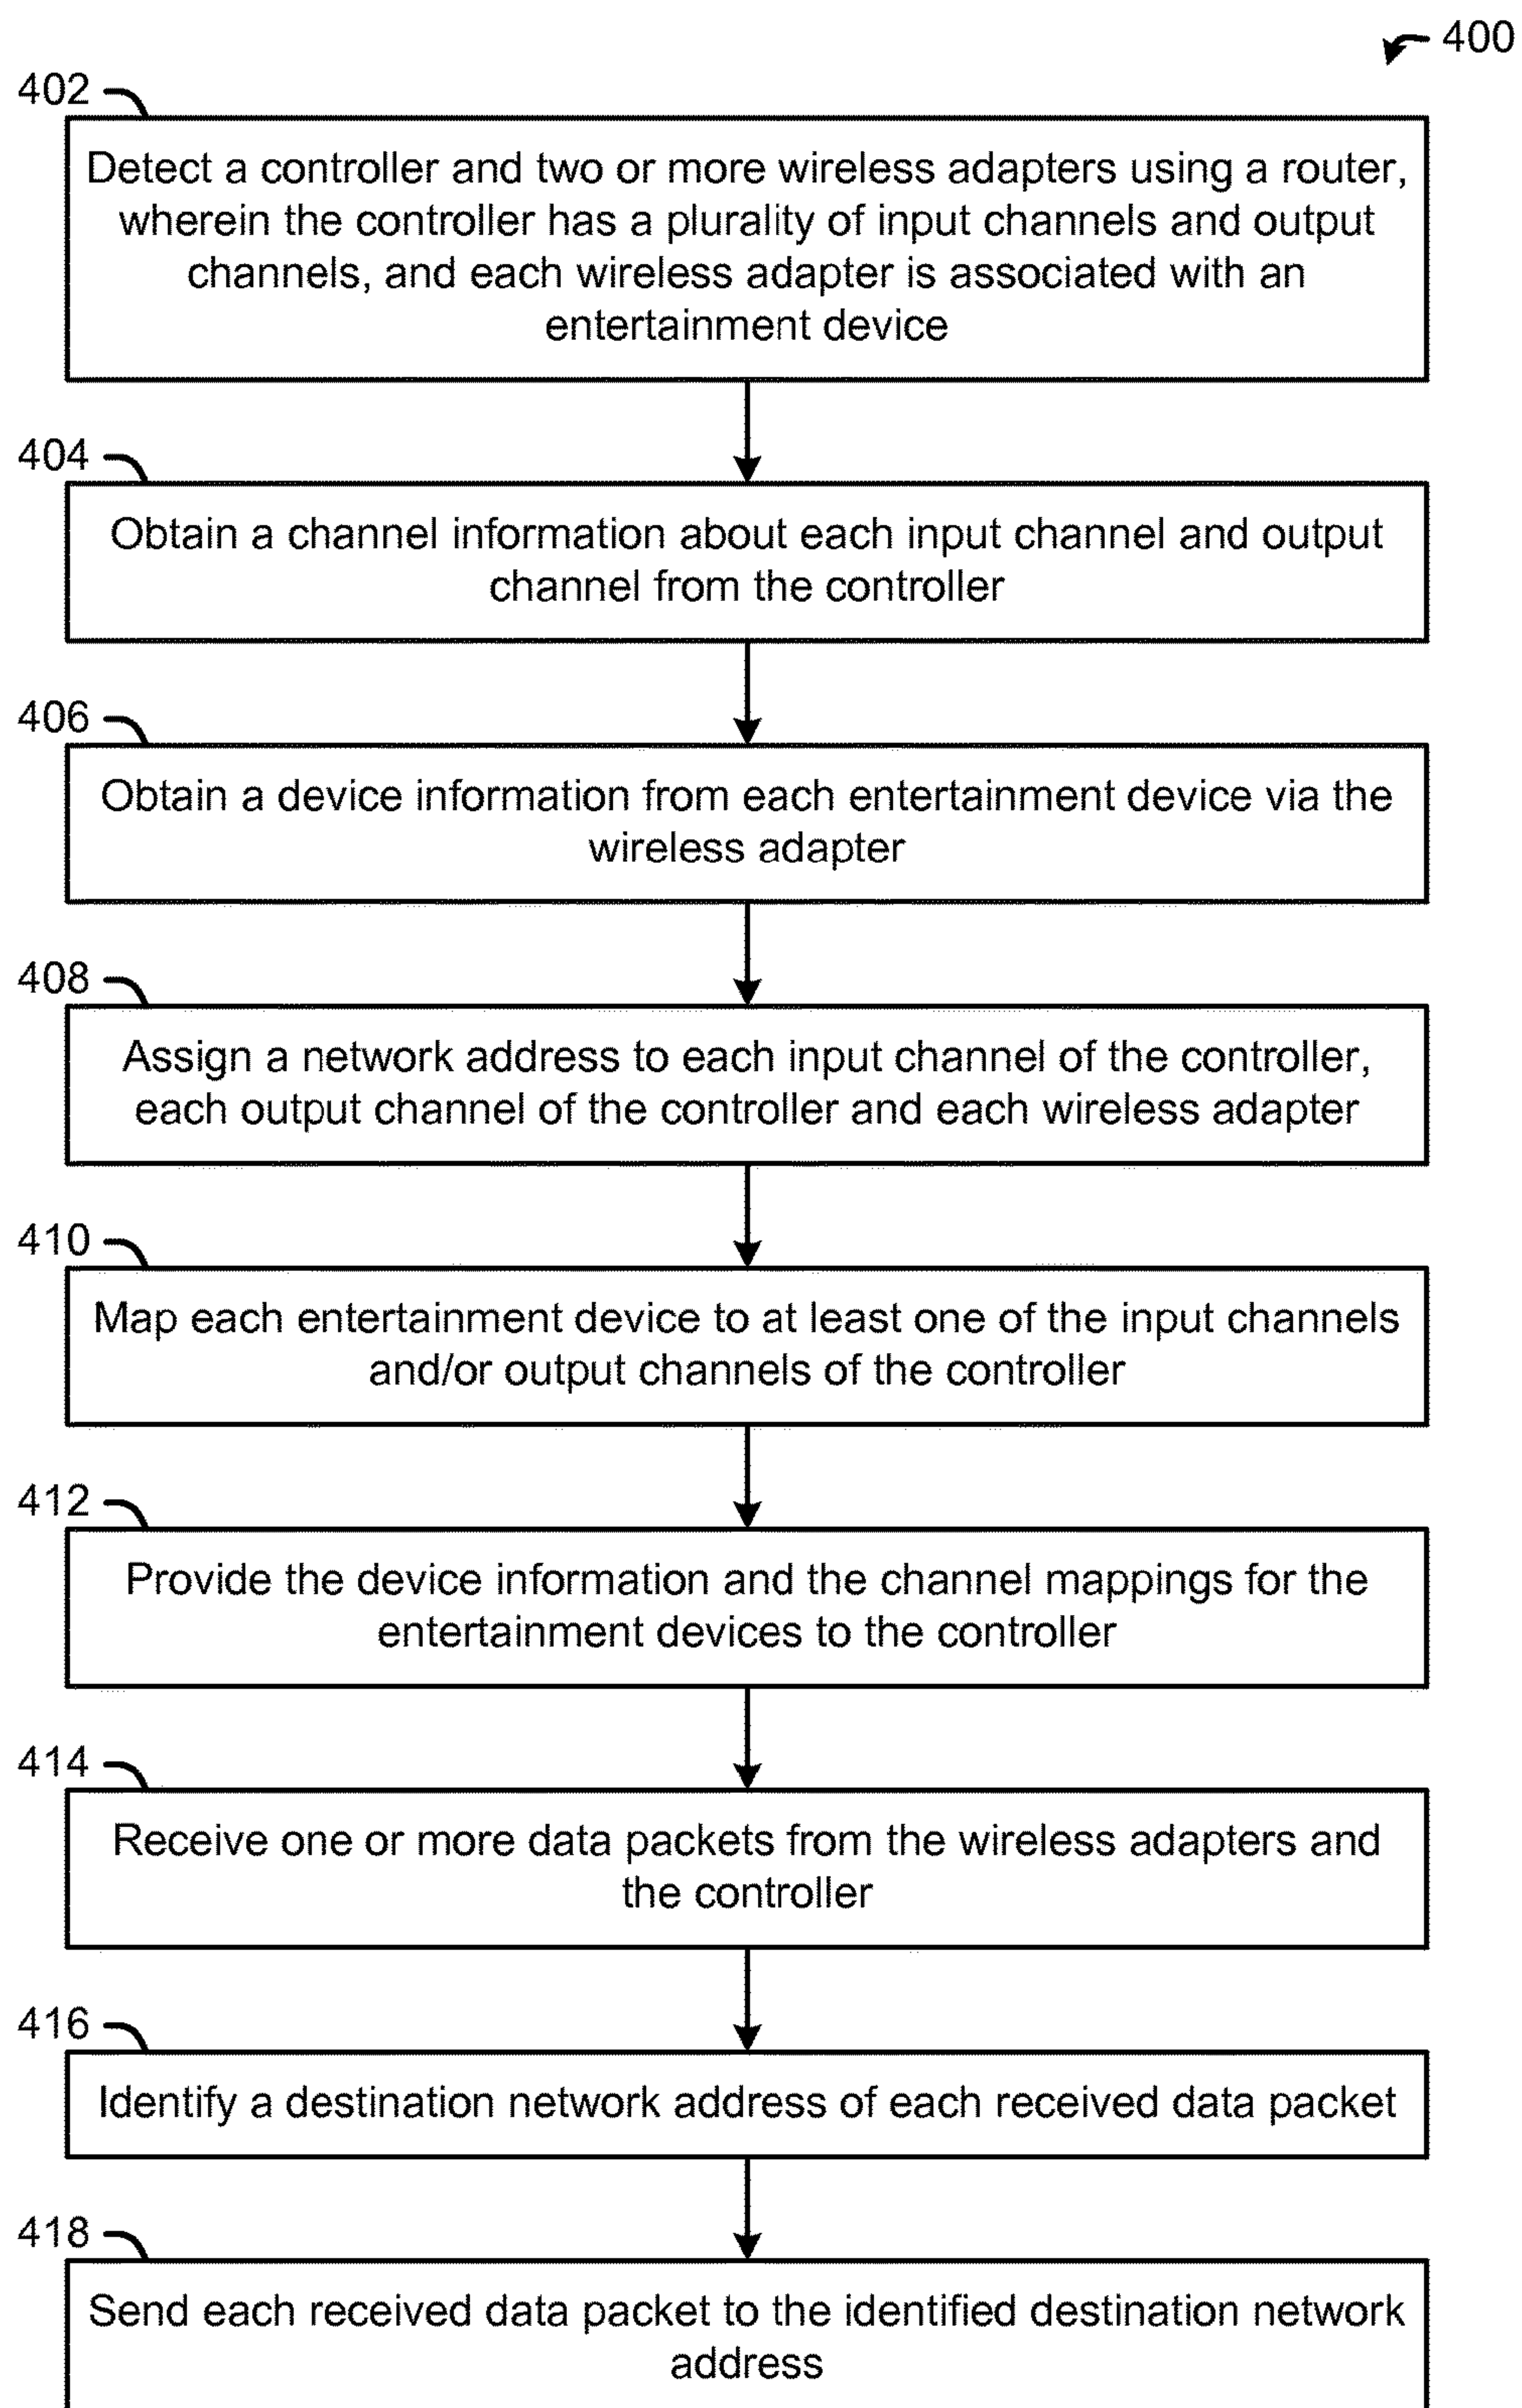 400
402
Detect a controller and two or more wireless adapters using a router,
wherein the controller has a plurality of input channels and output
channels, and each wireless adapter is associated with an
entertainment device
404
Obtain a channel information about each input channel and output
channel from the controller
406
Obtain a device information from each entertainment device via the
wireless adapter
408
Assign a network address to each input channel of the controller,
each output channel of the controller and each wireless adapter
410
Map each entertainment device to at least one of the input channels
and/or output channels of the controller
412
Provide the device information and the channel mappings for the
entertainment devices to the controller
414
Receive one or more data packets from the wireless adapters and
the controller
416
Identify a destination network address of each received data packet
418
Send each received data packet to the identified destination network
address